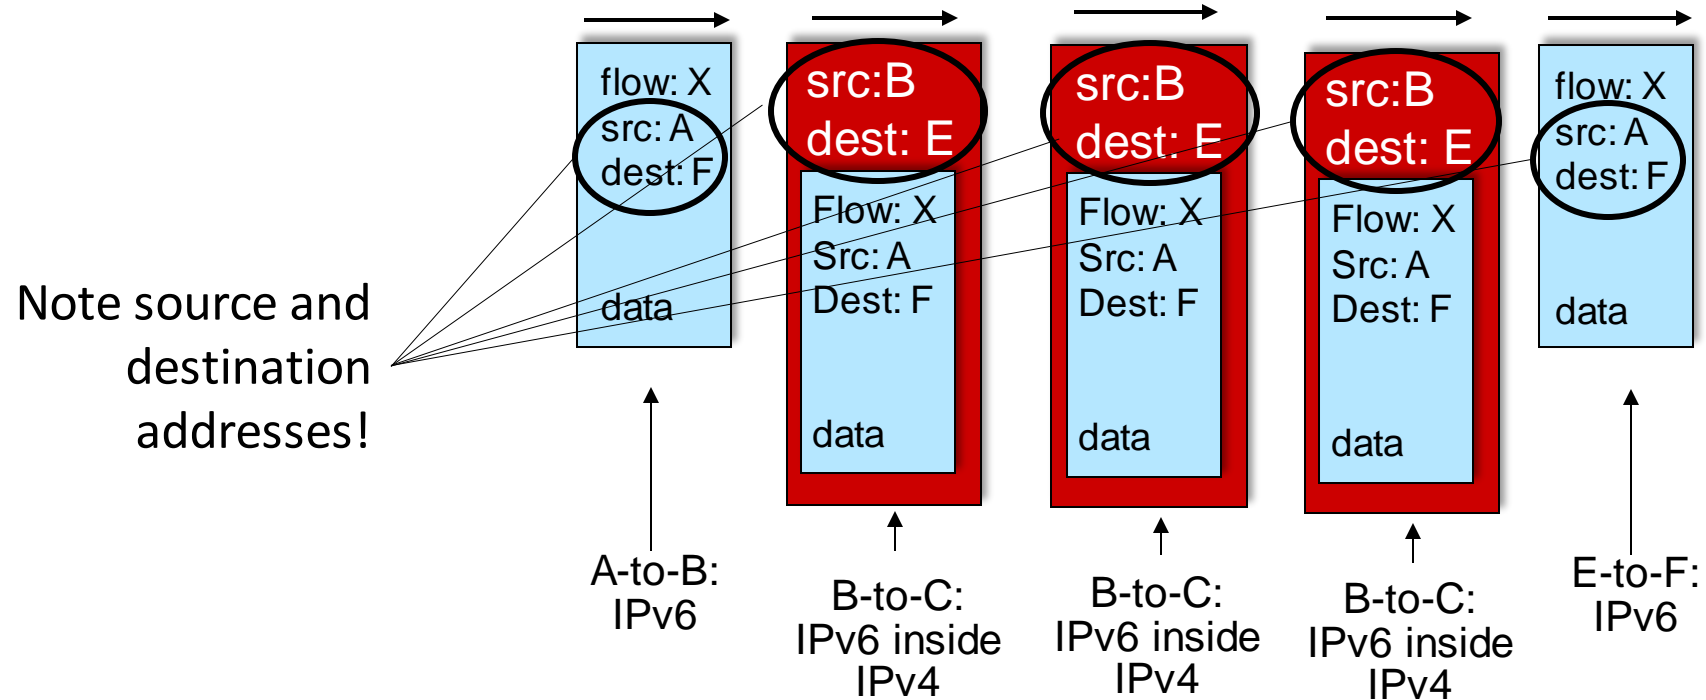 flow: X
src: A
dest: F
data
src:B
dest: E
Flow: X
Src: A
Dest: F
data
src:B
dest: E
Flow: X
Src: A
Dest: F
data
src:B
dest: E
Flow: X
Src: A
Dest: F
data
flow: X
src: A
dest: F
data
Note source and
destination
addresses!
A-to-B:
IPv6
B-to-C:
IPv6 inside
IPv4
B-to-C:
IPv6 inside
IPv4
B-to-C:
IPv6 inside
IPv4
E-to-F:
IPv6